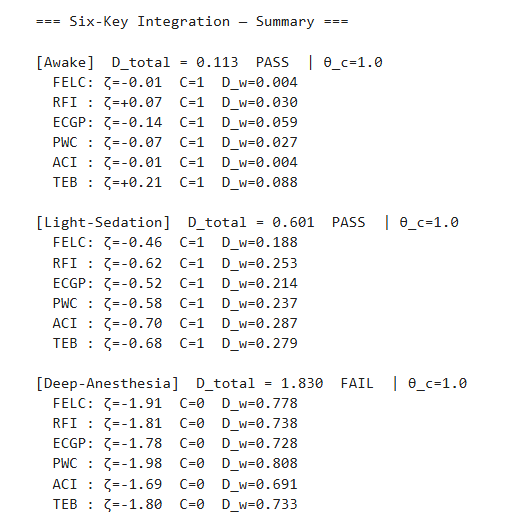 === Six-Key Integration — Summary ===
[Awake]  D_total = 0.113  PASS  | θ_c=1.0
FELC: ζ=-0.01  C=1  D_w=0.004
RFI : ζ=+0.07  C=1  D_w=0.030
ECGP: ζ=-0.14  C=1  D_w=0.059
PWC : ζ=-0.07  C=1  D_w=0.027
ACI : ζ=-0.01  C=1  D_w=0.004
TEB : ζ=+0.21  C=1  D_w=0.088
[Light-Sedation]  D_total = 0.601  PASS  | θ_c=1.0
FELC: ζ=-0.46  C=1  D_w=0.188
RFI : ζ=-0.62  C=1  D_w=0.253
ECGP: ζ=-0.52  C=1  D_w=0.214
PWC : ζ=-0.58  C=1  D_w=0.237
ACI : ζ=-0.70  C=1  D_w=0.287
TEB : ζ=-0.68  C=1  D_w=0.279
[Deep-Anesthesia]  D_total = 1.830  FAIL  | θ_c=1.0
FELC: ζ=-1.91  C=0  D_w=0.778
RFI : ζ=-1.81  C=0  D_w=0.738
ECGP: ζ=-1.78  C=0  D_w=0.728
PWC : ζ=-1.98  C=0  D_w=0.808
ACI : ζ=-1.69  C=0  D_w=0.691
TEB : ζ=-1.80  C=0  D_w=0.733